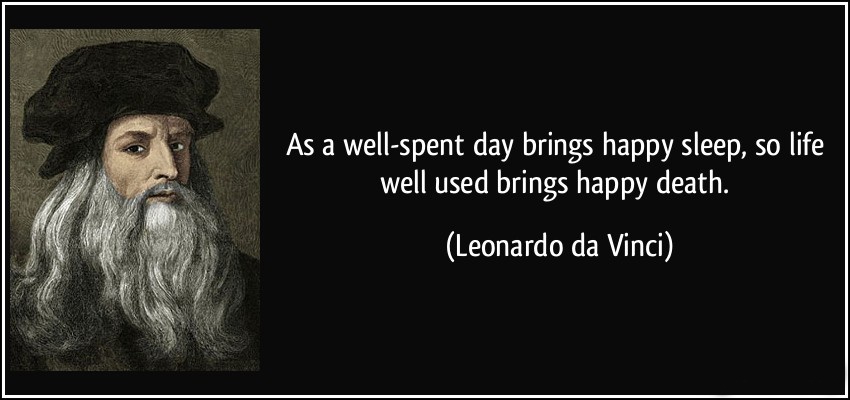 As a well-spent day brings happy sleep, so life
well used brings happy death.
(Leonardo da Vinci)